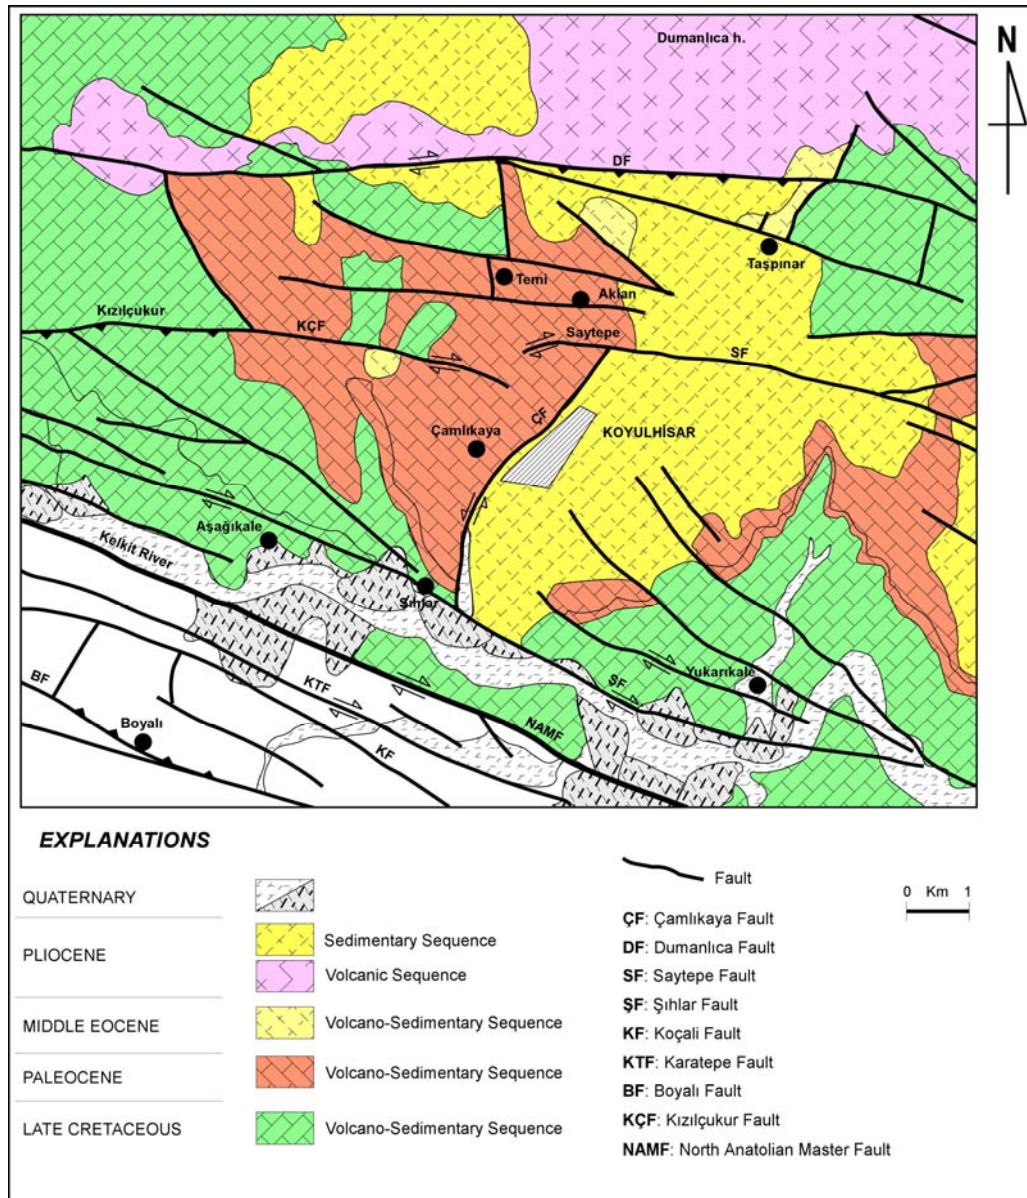 Dumanlıca h.
N
DF
Taşpınar
Temi
Aklan
Kızılçukur
KÇF
Saytepe
SF
ÇF
KOYULHİSAR
Çamlıkaya
Aşağıkale
Kelkit River
Şıhlar
ŞF
Yukarıkale
BF
KTF
Boyalı
NAMF
KF
EXPLANATIONS
QUATERNARY
PLIOCENE
Sedimentary Sequence
Volcanic Sequence
MIDDLE EOCENE
Volcano-Sedimentary Sequence
PALEOCENE
Volcano-Sedimentary Sequence
LATE CRETACEOUS
Volcano-Sedimentary Sequence
Fault
ÇF: Çamlıkaya Fault
DF: Dumanlıca Fault
SF: Saytepe Fault
ŞF: Şıhlar Fault
KF: Koçali Fault
KTF: Karatepe Fault
BF: Boyalı Fault
KÇF: Kızılçukur Fault
NAMF: North Anatolian Master Fault
0 Km 1